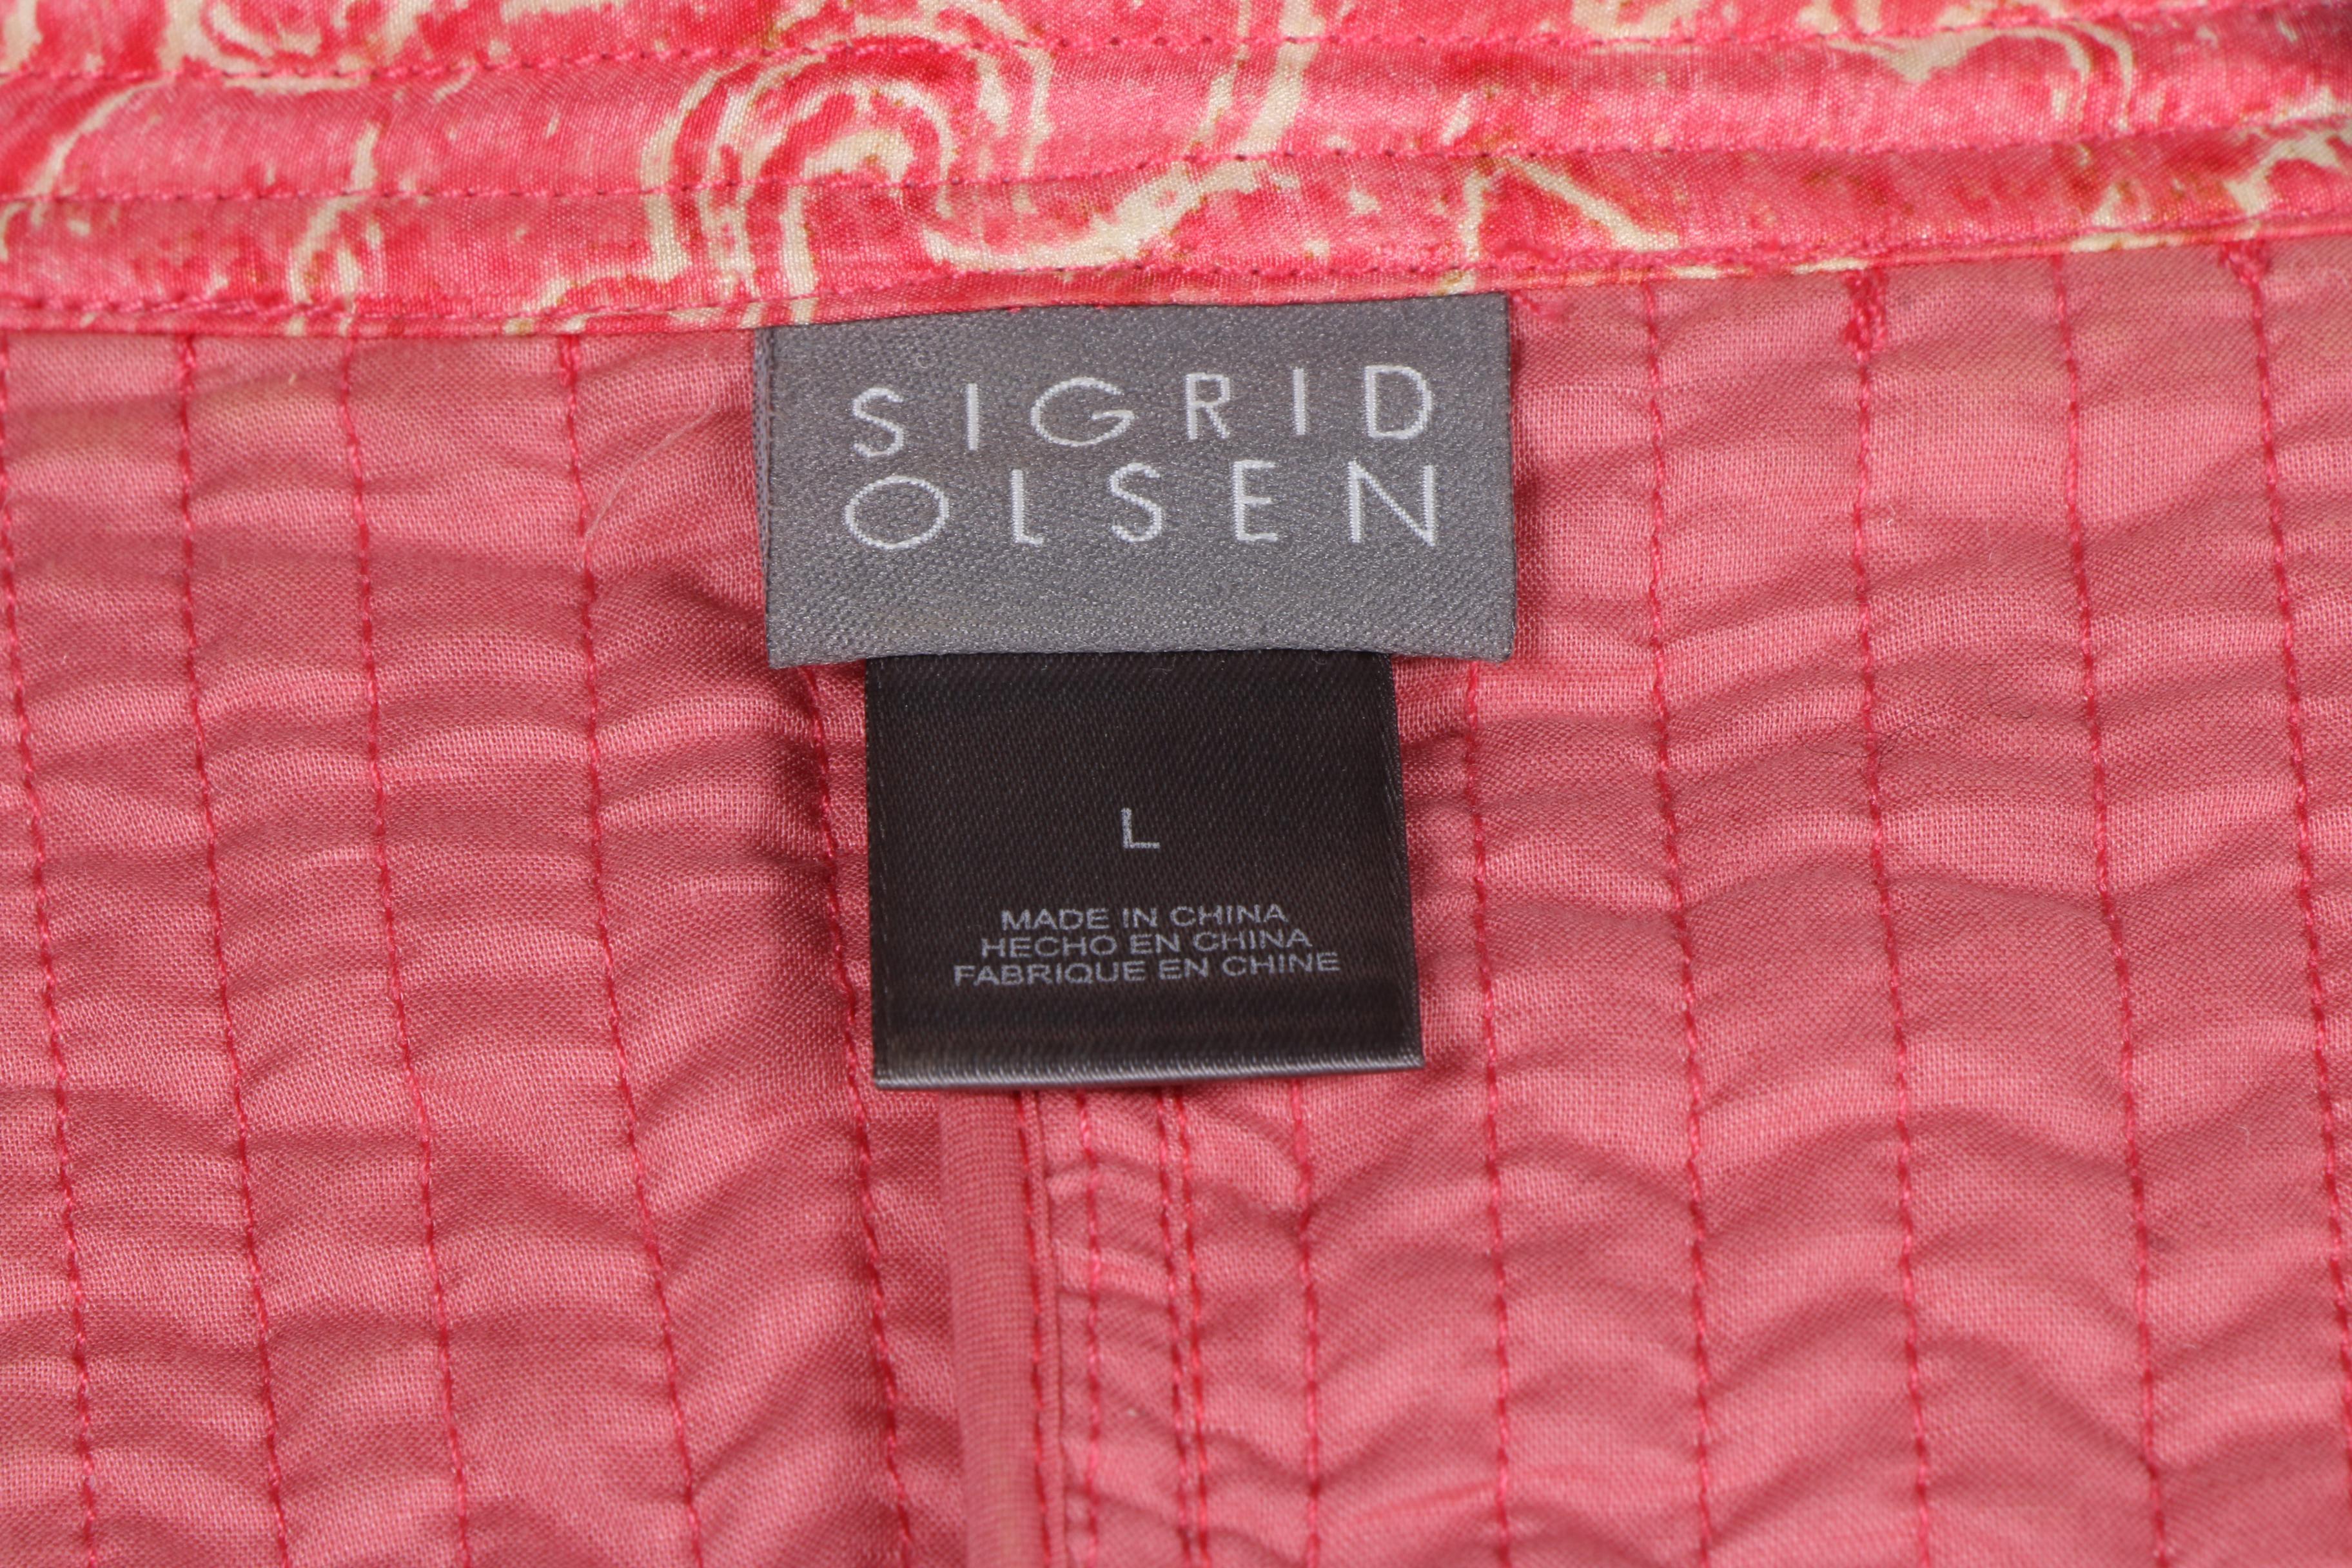 SIGRID
OLSEN
L
MADE IN CHINA
HECHO EN CHINA
FABRIQUE EN CHINE